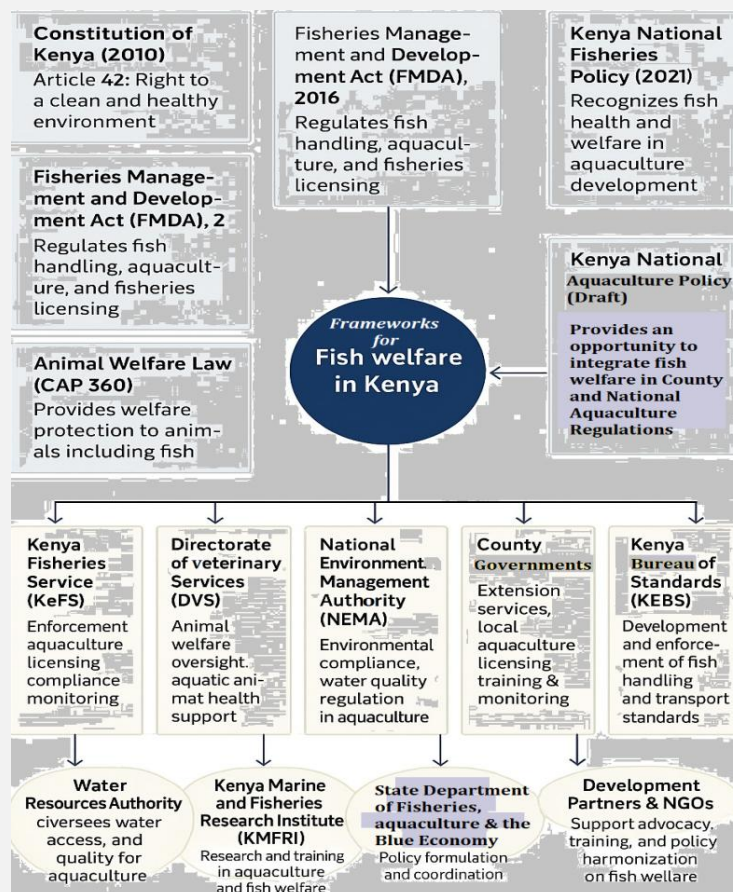 Constitution of
Kenya (2010)
Article 42: Right to
a clean and healthy
environment
Fisheries Manage-
ment and Develop-
ment Act (FMDA),
2016
Regulates fish
handling, aquacul-
ture, and fisheries
licensing
Kenya National
Fisheries
Policy (2021)
Recognizes fish
health and
welfare in
aquaculture
development
Fisheries Manage-
ment and Develop-
ment Act (FMDA), 2
Regulates fish
handling, aquacult-
ure, and fisheries
licensing
Kenya National
Aquaculture Policy
(Draft)
Provides an
opportunity to
integrate fish
welfare in County
and National
Aquaculture
Regulations
Frameworks
for
Fish welfare
in Kenya
Animal Welfare Law
(CAP 360)
Provides welfare
protection to anim-
als including fish
Kenya
Fisheries
Service
(KeFS)
Enforcement
aquaculture
licensing
compliance
monitoring
Directorate
of veterinary
Services
(DVS)
Animal
welfare
oversight.
aquatic ani-
mat health
support
National
Environment
Management
Authority
(NEMA)
Environmental
compliance,
water quality
regulation
in aquaculture
County
Governments
Extension
services,
local
aquaculture
licensing
training &
monitoring
Kenya
Bureau of
Standards
(KEBS)
Development
and enforce-
ment of fish
handling
and transport
standards
Water
Resources Authority
civersees water
access, and
quality for
aquaculture
Kenya Marine
and Fisheries
Research Institute
(KMFRI)
Research and training
in aquaculture
and fish welfare
State Department
of Fisheries,
aquaculture & the
Blue Economy
Policy formulation
and coordination
Development
Partners & NGOs
Support advocacy,
training, and policy
harmonization
on fish wellare